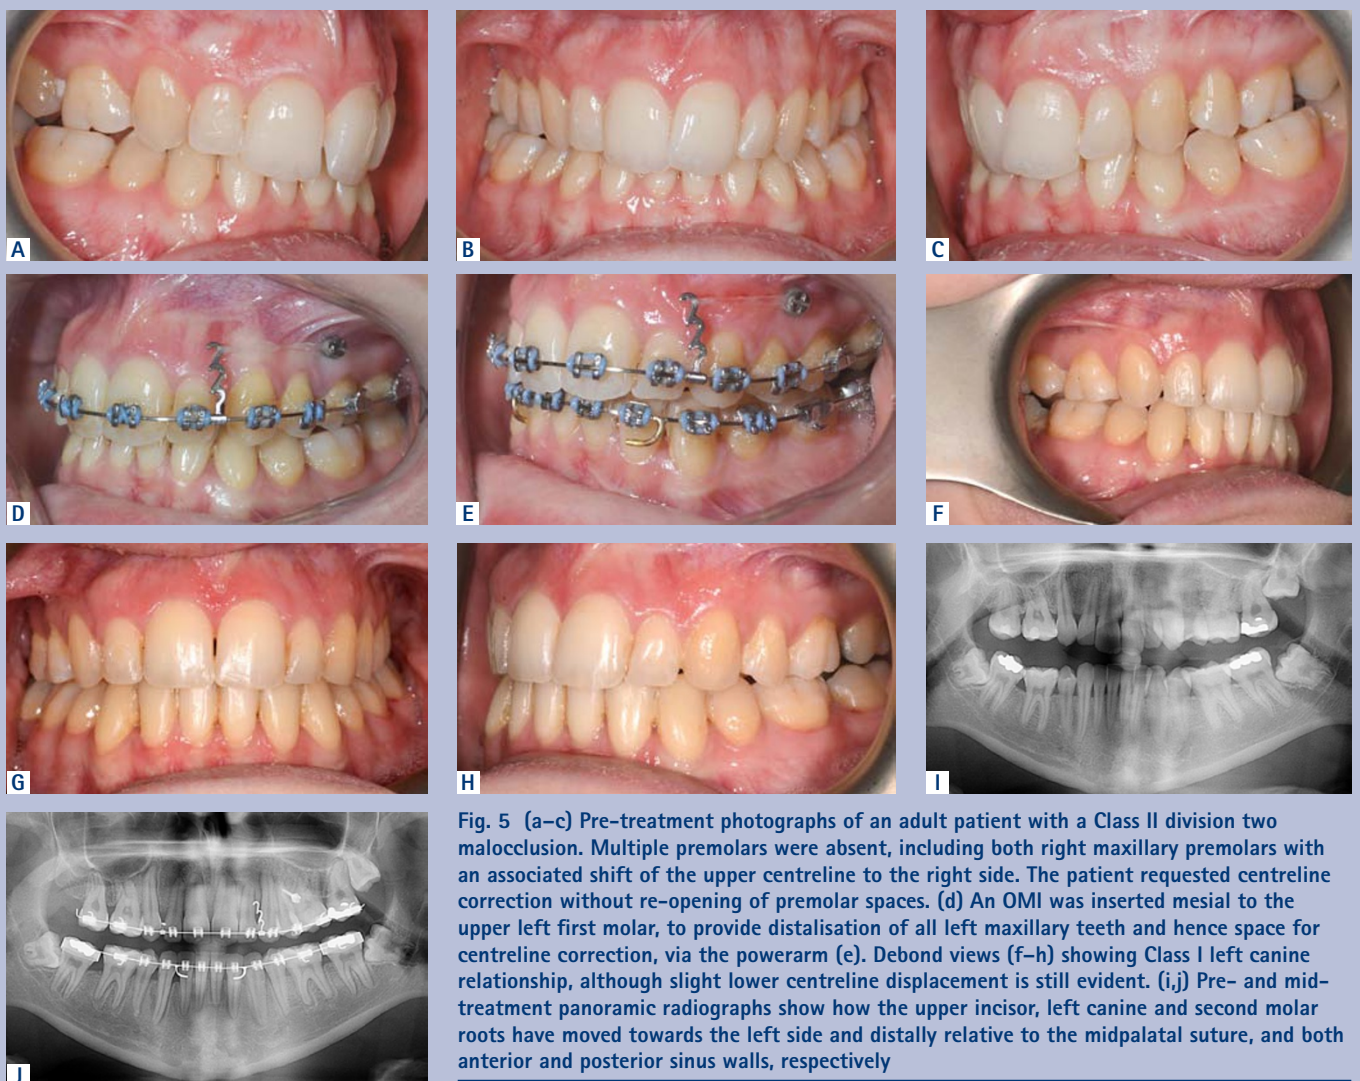 A
B
C
D
E
F
G
H
I
J
Fig. 5 (a–c) Pre-treatment photographs of an adult patient with a Class II division two
malocclusion. Multiple premolars were absent, including both right maxillary premolars with
an associated shift of the upper centreline to the right side. The patient requested centreline
correction without re-opening of premolar spaces. (d) An OMI was inserted mesial to the
upper left first molar, to provide distalisation of all left maxillary teeth and hence space for
centreline correction, via the powerarm (e). Debond views (f–h) showing Class I left canine
relationship, although slight lower centreline displacement is still evident. (i,j) Pre- and mid-
treatment panoramic radiographs show how the upper incisor, left canine and second molar
roots have moved towards the left side and distally relative to the midpalatal suture, and both
anterior and posterior sinus walls, respectively